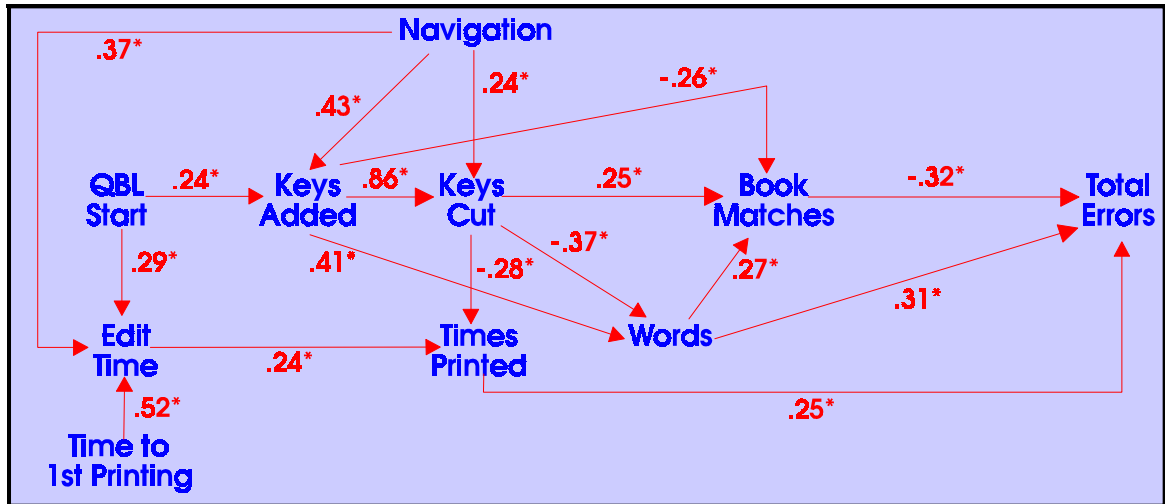 Navigation
.37*
.24*
-.26*
.43*
QBL
Start
.24*
Keys
Added
.86*
Keys
Cut
.25*
Book
Matches
-.32*
Total
Errors
.29*
.41*
-.28*
-.37*
.27*
.31*
Edit
Time
.24*
Times
Printed
Words
.52*
.25*
Time to
1st Printing